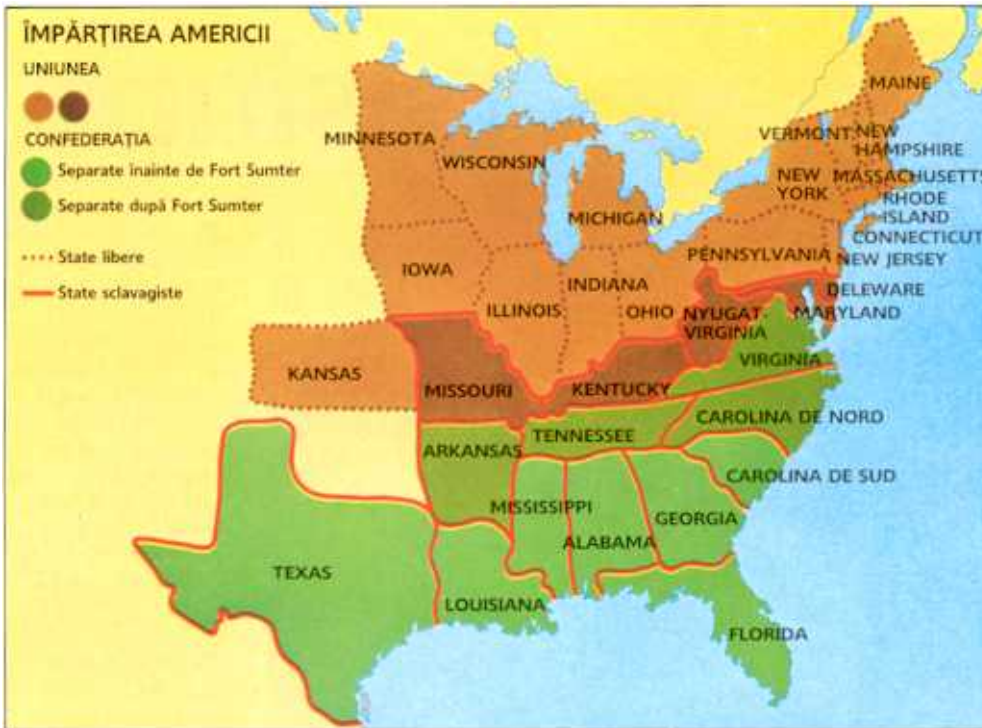 ÎMPĂRȚIREA AMERICII
UNIUNEA
CONFEDERAȚIA
Separate înainte de Fort Sumter
Separate după Fort Sumter
State libere
State sclavagiste
MAINE
MINNESOTA
VERMONT
NEW
HAMPSHIRE
WISCONSIN
NEW
YORK
MASSACHUSETTS
RHODE
ISLAND
MICHIGAN
CONNECTICUT
PENNSYLVANIA
NEW JERSEY
IOWA
INDIANA
ILLINOIS
OHIO
NYUGAT-
VIRGINIA
DELEWARE
MARYLAND
VIRGINIA
KANSAS
MISSOURI
KENTUCKY
CAROLINA DE NORD
TENNESSEE
ARKANSAS
CAROLINA DE SUD
MISSISSIPPI
GEORGIA
ALABAMA
TEXAS
LOUISIANA
FLORIDA